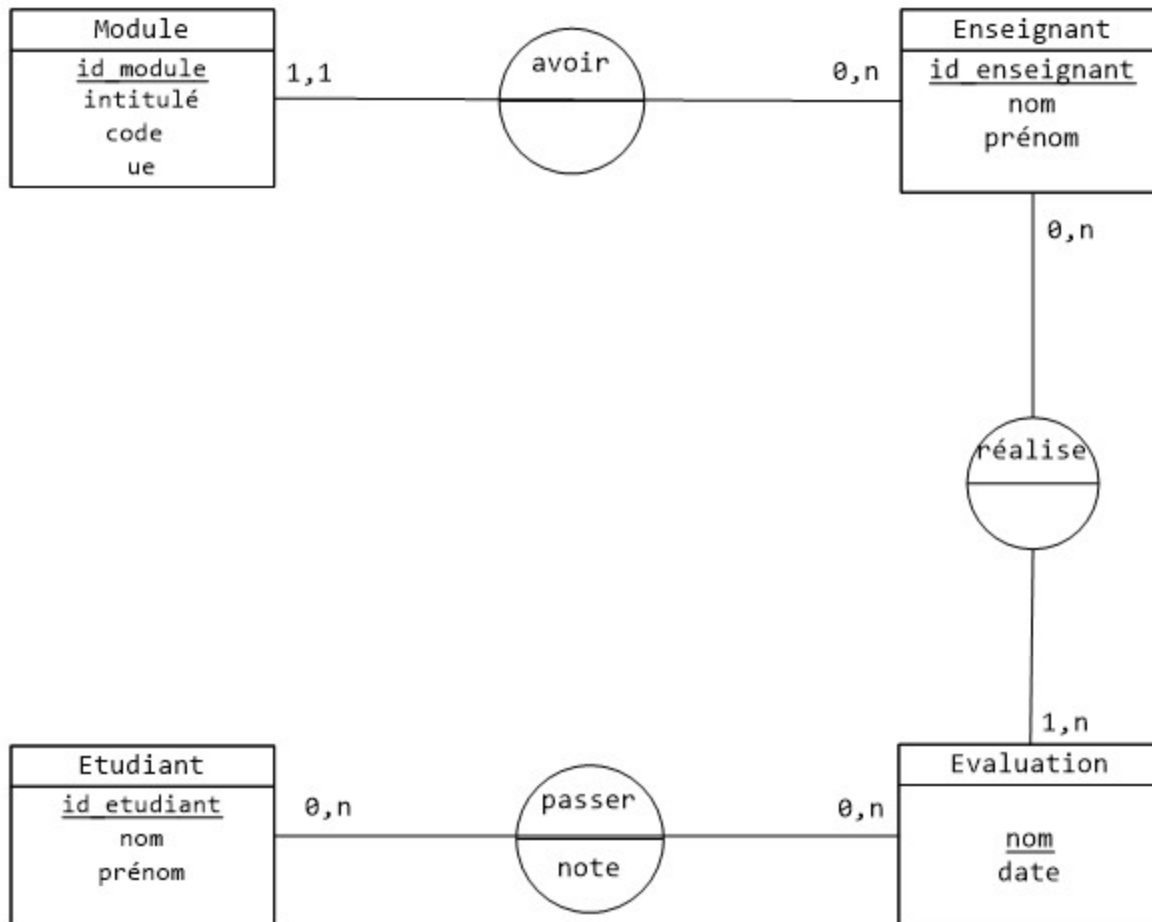 Module
id_module
intitulé
code
ue
1,1
avoir
0,n
Enseignant
id_enseignant
nom
prénom
0,n
réalise
1,n
Etudiant
id_etudiant
nom
prénom
0,n
passer
note
0,n
Evaluation
nom
date